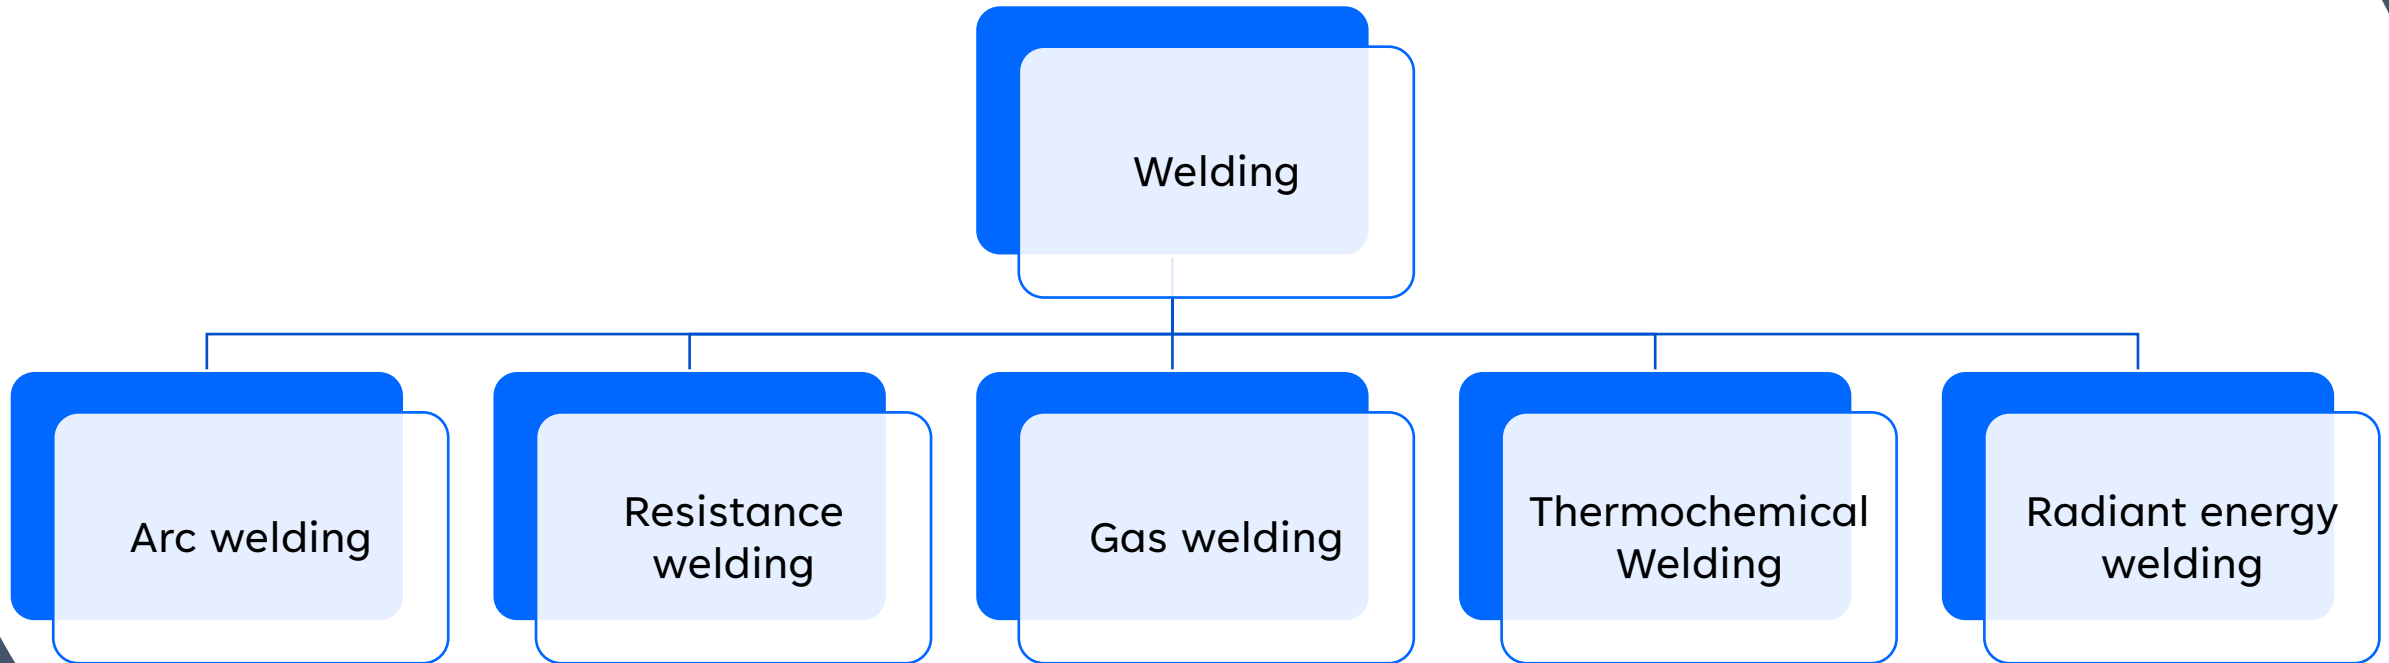 Welding
Arc welding
Resistance
welding
Gas welding
Thermochemical
Welding
Radiant energy
welding